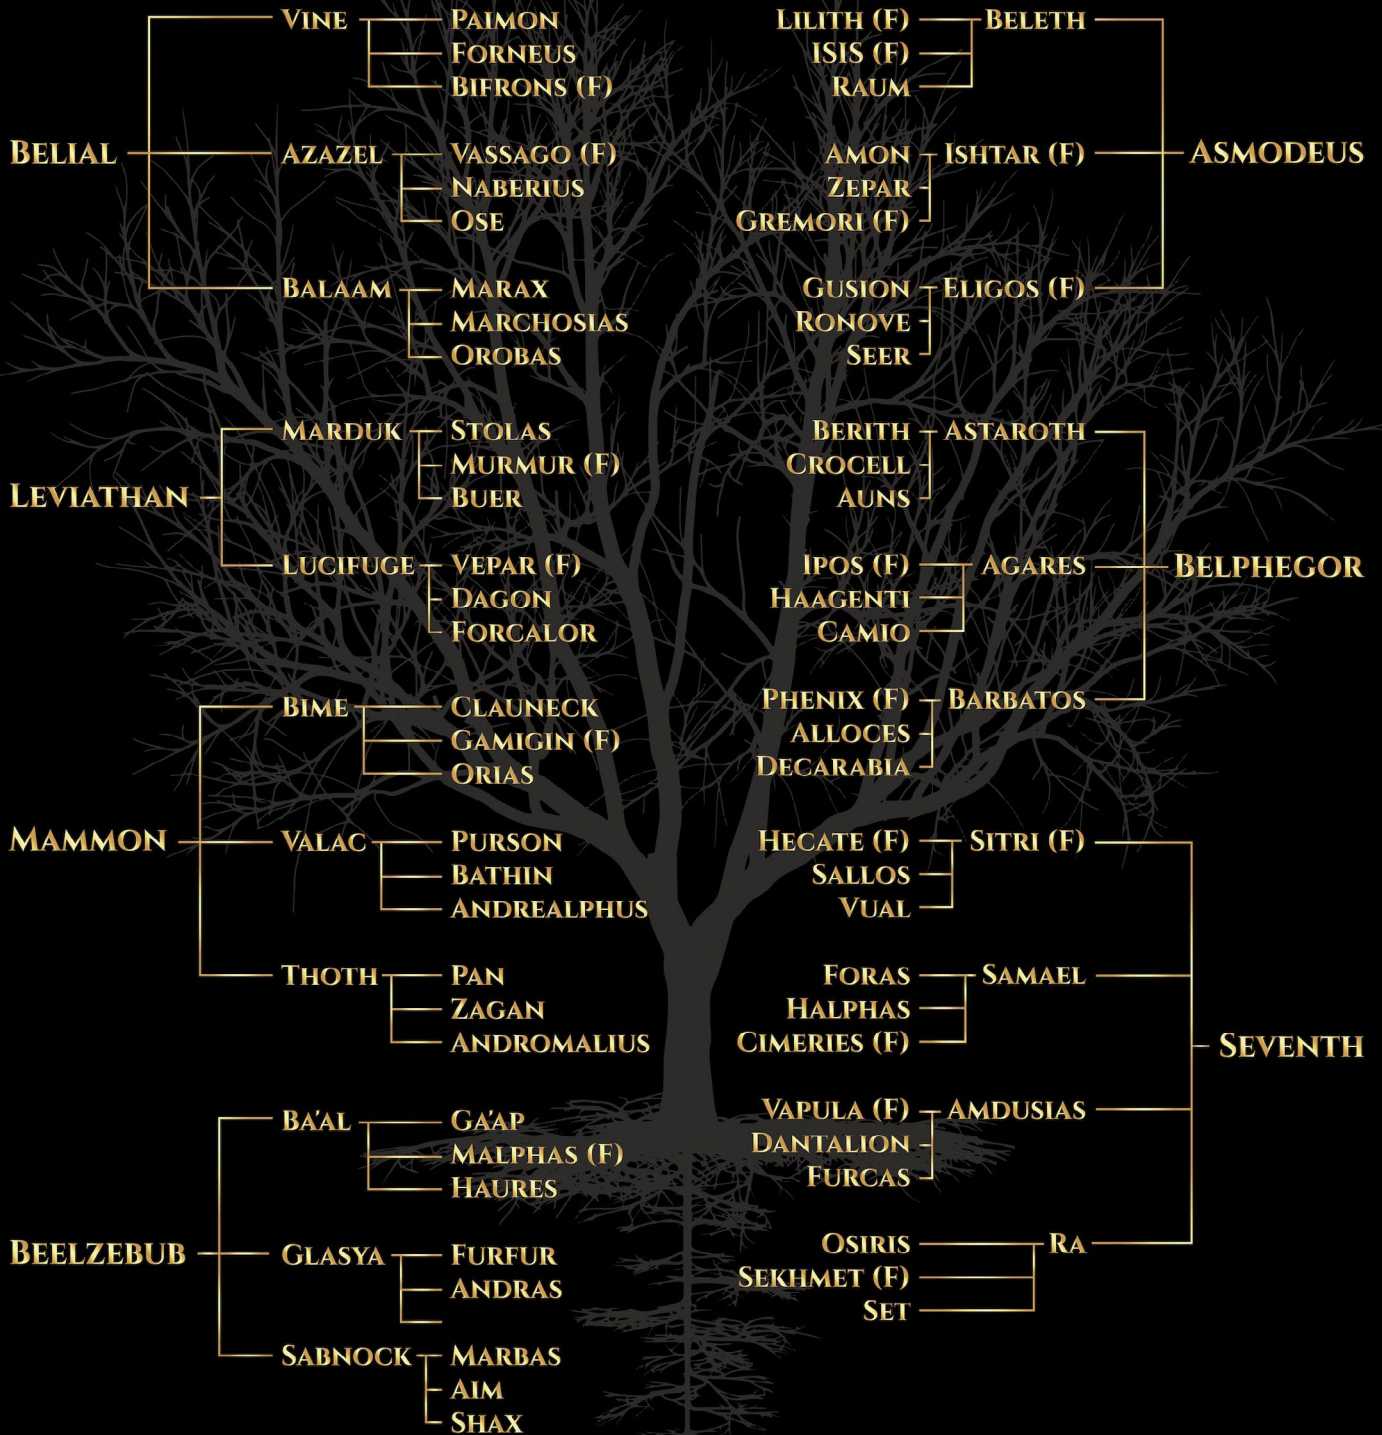 Vine
Paimon
Forneus
Bifrons (F)
Belial
Azazel
Vassago (F)
Naberius
Ose
Balaam
Marax
Marchosias
Orobas
Marduk
Stolas
Murmur (F)
Buer
Leviathan
Lucifuge
Vepar (F)
Dagon
Forcalor
Bime
Clauneck
Gamigin (F)
Orias
Mammon
Valac
Purson
Bathin
Andrealphus
Thoth
Pan
Zagan
Andromalius
Ba'al
Ga'ap
Malphas (F)
Haures
Beelzebub
Glasya
Furfur
Andras
Sabnock
Marbas
Aim
Shax
Lilith (F)
Beleth
Isis (F)
Raum
Amon
Ishtar (F)
Asmodeus
Zepar
Gremori (F)
Gusion
Eligos (F)
Ronove
Seer
Berith
Astaroth
Crocell
Auns
Ipos (F)
Agares
Belphegor
Haagenti
Camio
Phenix (F)
Barbatos
Alloces
Decarabia
Hecate (F)
Sitri (F)
Sallos
Vual
Foras
Samael
Halphas
Cimeries (F)
Seventh
Vapula (F)
Amdusias
Dantalion
Furcas
Osiris
Ra
Sekhmet (F)
Set